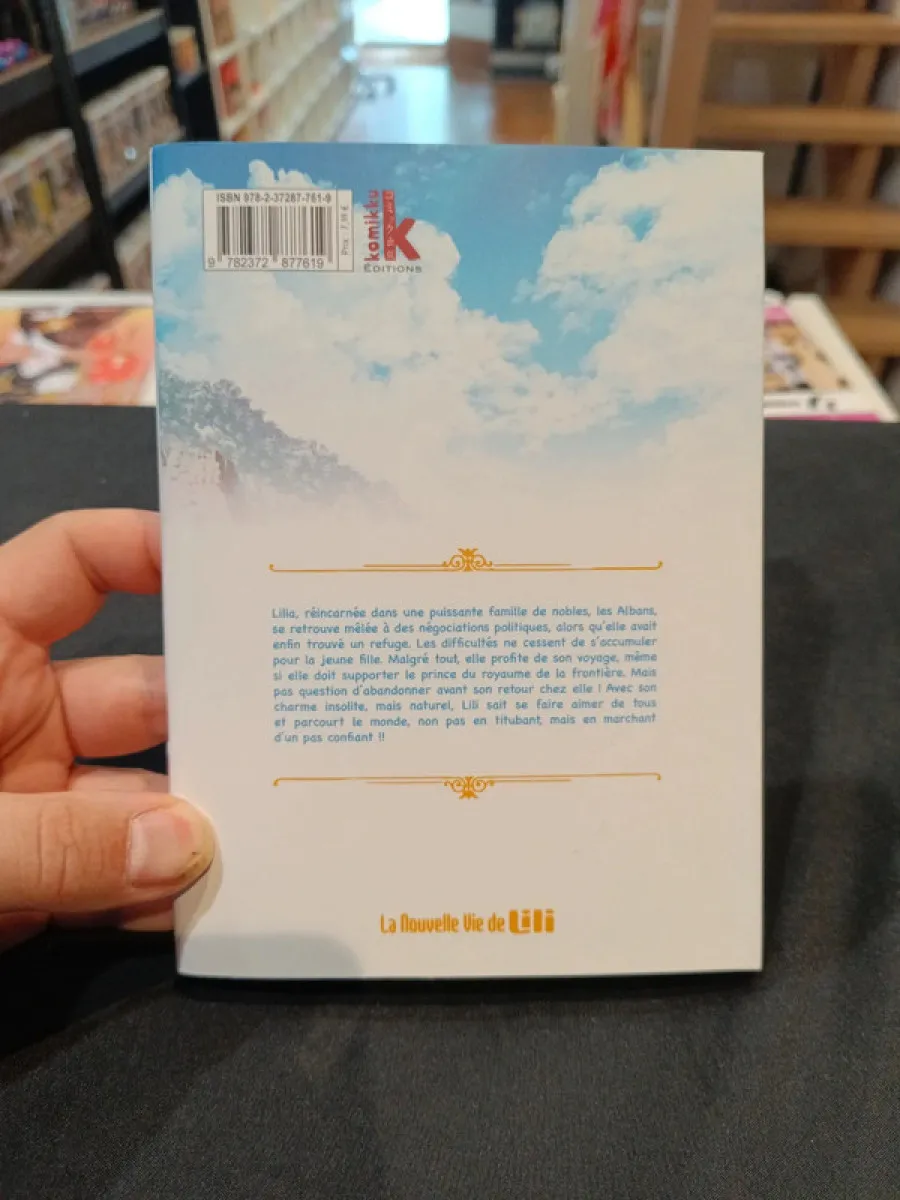 ISBN 978-2-37287-761-9
9 782372 877619
Prix : 7,99 €
komikku
K
ÉDITIONS
Lilia, réincarnée dans une puissante famille de nobles, les Albans,
se retrouve mêlée à des négociations politiques, alors qu'elle avait
enfin trouvé un refuge. Les difficultés ne cessent de s'accumuler
pour la jeune fille. Malgré tout, elle profite de son voyage, même
si elle doit supporter le prince du royaume de la frontière. Mais
pas question d'abandonner avant son retour chez elle ! Avec son
charme insolite, mais naturel, Lili sait se faire aimer de tous
et parcourt le monde, non pas en titubant, mais en marchant
d'un pas confiant !!
La Nouvelle Vie de Lili